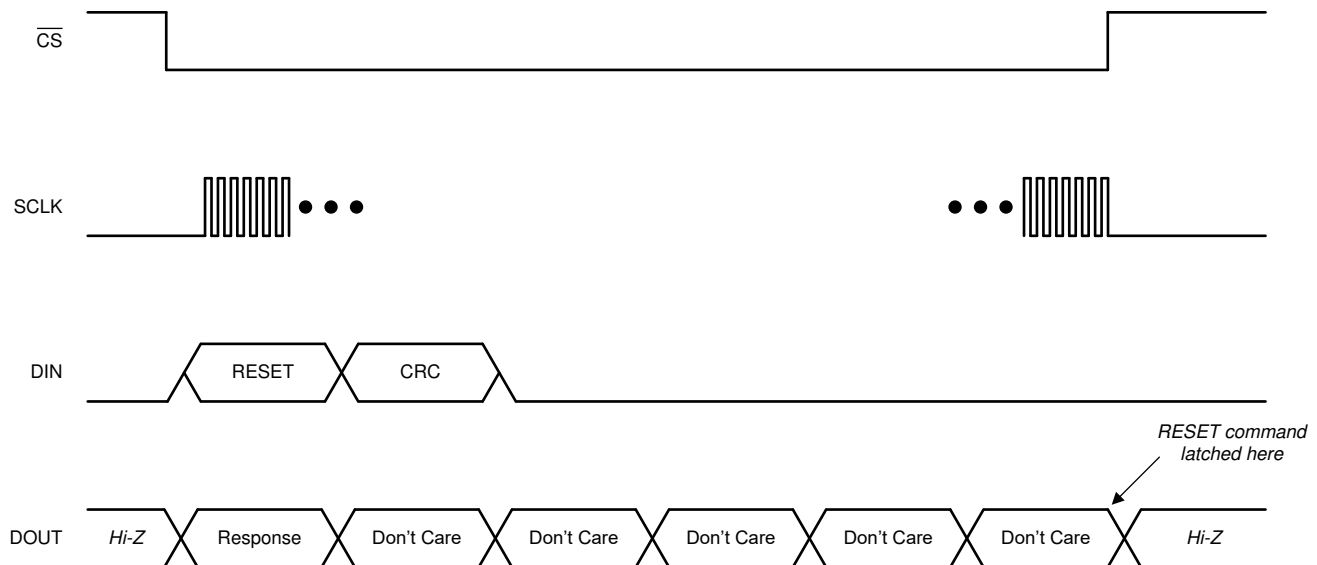 CS
SCLK
DIN
RESET CRC
RESET command
latched here
DOUT Hi-Z Response Don't Care Don't Care Don't Care Don't Care Don't Care Hi-Z